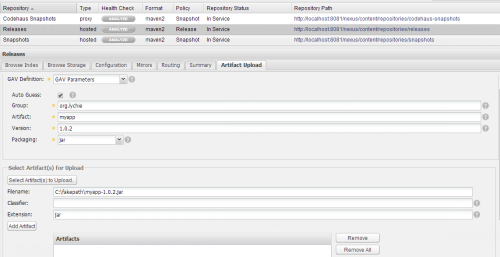 Repository Type Health Check Format Policy Repository Status Repository Path
Codehaus Snapshots proxy ANALYZE maven2 Snapshot In Service http://localhost:8081/nexus/content/repositories/codehaus-snapshots
Releases hosted ANALYZE maven2 Release In Service http://localhost:8081/nexus/content/repositories/releases
Snapshots hosted ANALYZE maven2 Snapshot In Service http://localhost:8081/nexus/content/repositories/snapshots
Releases
Browse Index Browse Storage Configuration Mirrors Routing Summary Artifact Upload
GAV Definition: GAV Parameters
Auto Guess:
Group: org.lychie
Artifact: myapp
Version: 1.0.2
Packaging: jar
Select Artifact(s) for Upload
Select Artifact(s) to Upload...
Filename: C:\fakepath\myapp-1.0.2.jar
Classifier:
Extension: jar
Add Artifact
Artifacts
Remove
Remove All